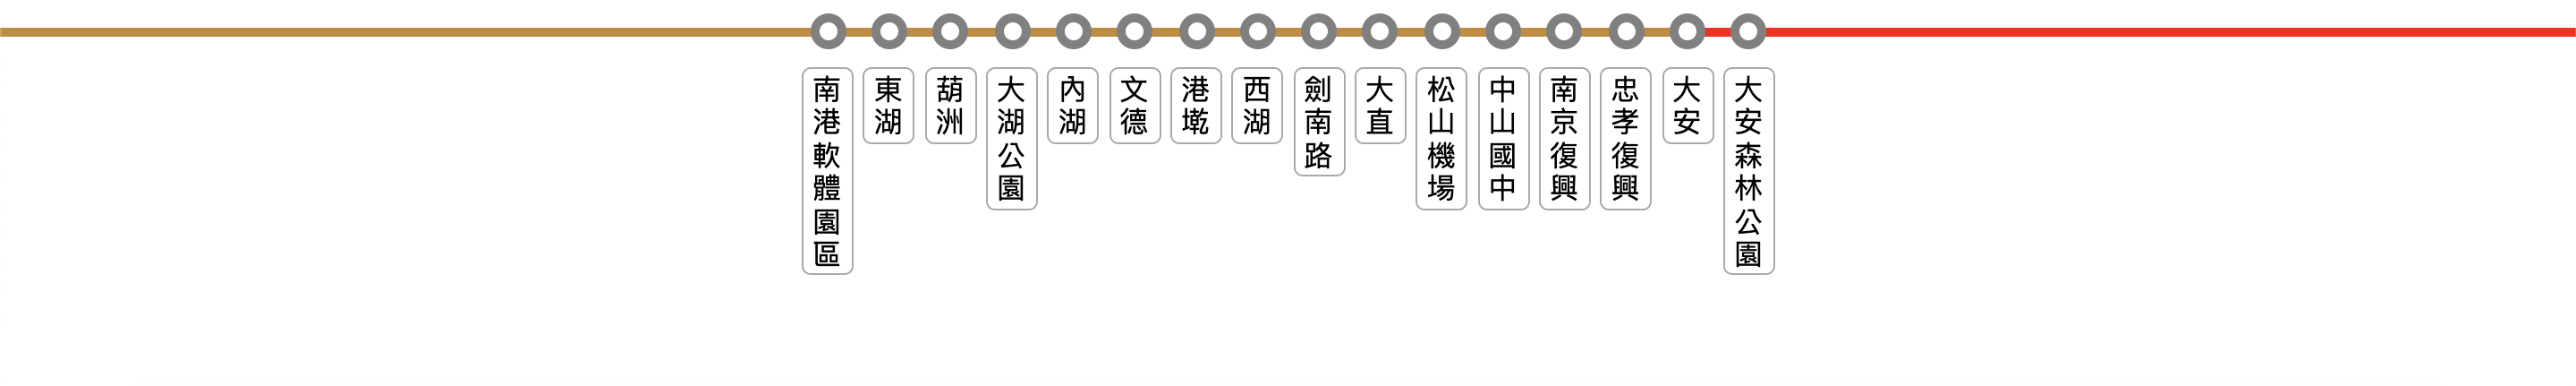 南港軟體園區
東湖
葫洲
大湖公園
內湖
文德
港墘
西湖
劍南路
大直
松山機場
中山國中
南京復興
忠孝復興
大安
大安森林公園